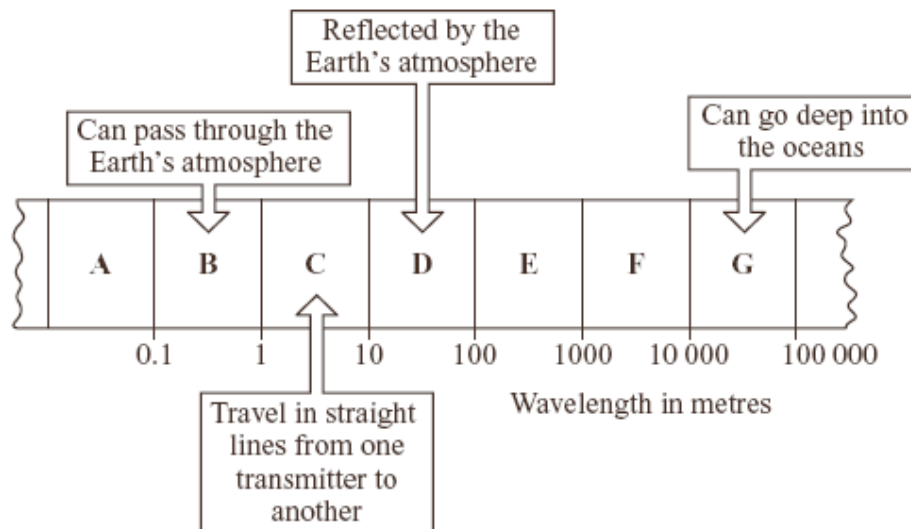 Reflected by the
Earth's atmosphere
Can pass through the
Earth's atmosphere
Can go deep into
the oceans
A B C D E F G
0.1 1 10 100 1000 10 000 100 000
Wavelength in metres
Travel in straight
lines from one
transmitter to
another